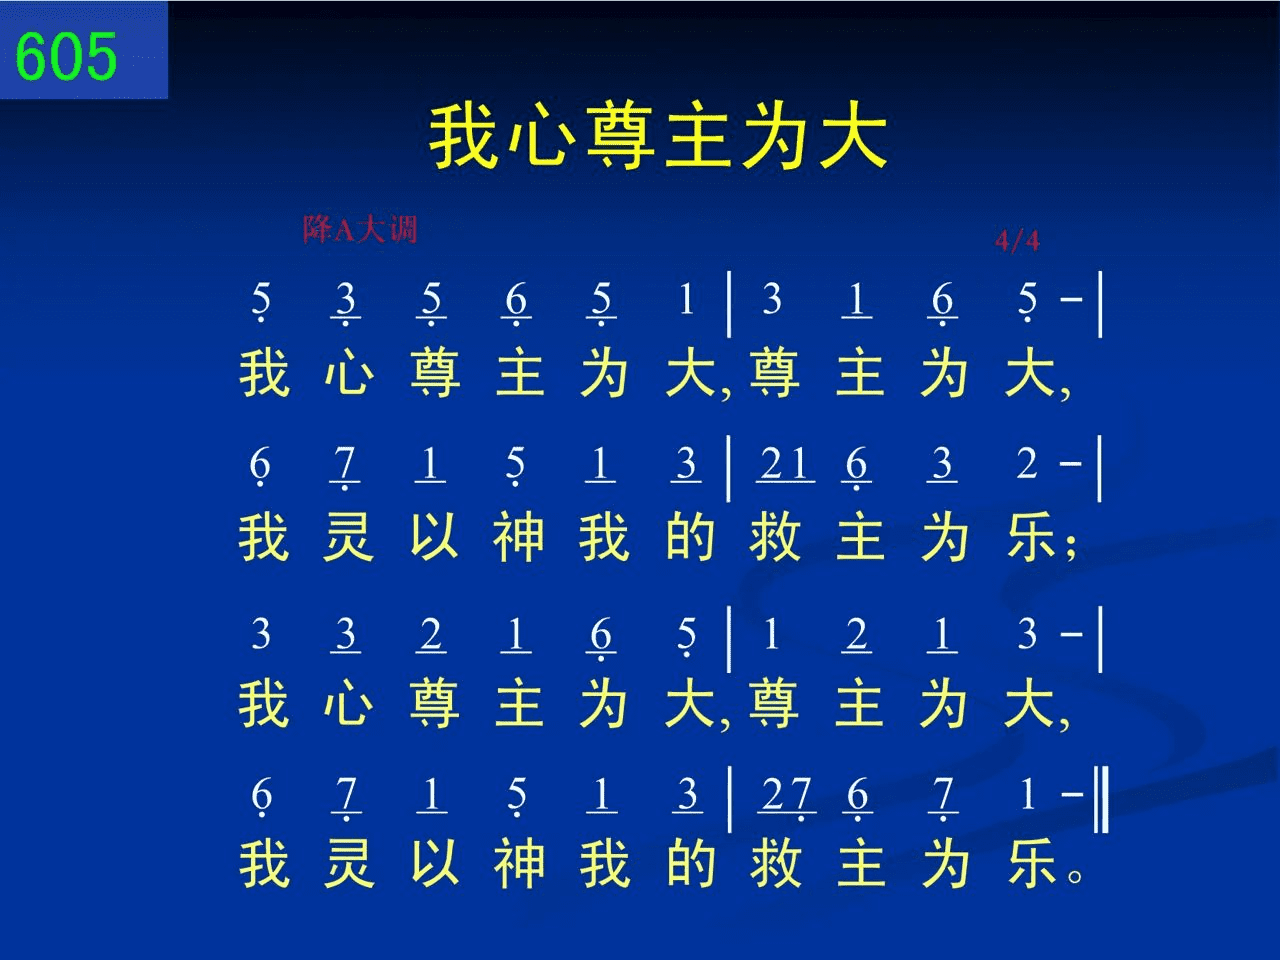 605
我心尊主为大
降A大调 4/4
5̣ 3̣ 5̣ 6̣ 5̣ 1 | 3 1 6̣ 5̣ - |
我心尊主为大,尊主为大,
6̣ 7̣ 1 5̣ 1 3 | 21 6̣ 3 2 - |
我灵以神我的救主为乐;
3 3 2 1 6̣ 5̣ | 1 2 1 3 - |
我心尊主为大,尊主为大,
6̣ 7̣ 1 5̣ 1 3 | 27̣ 6̣ 7̣ 1 - ‖
我灵以神我的救主为乐。